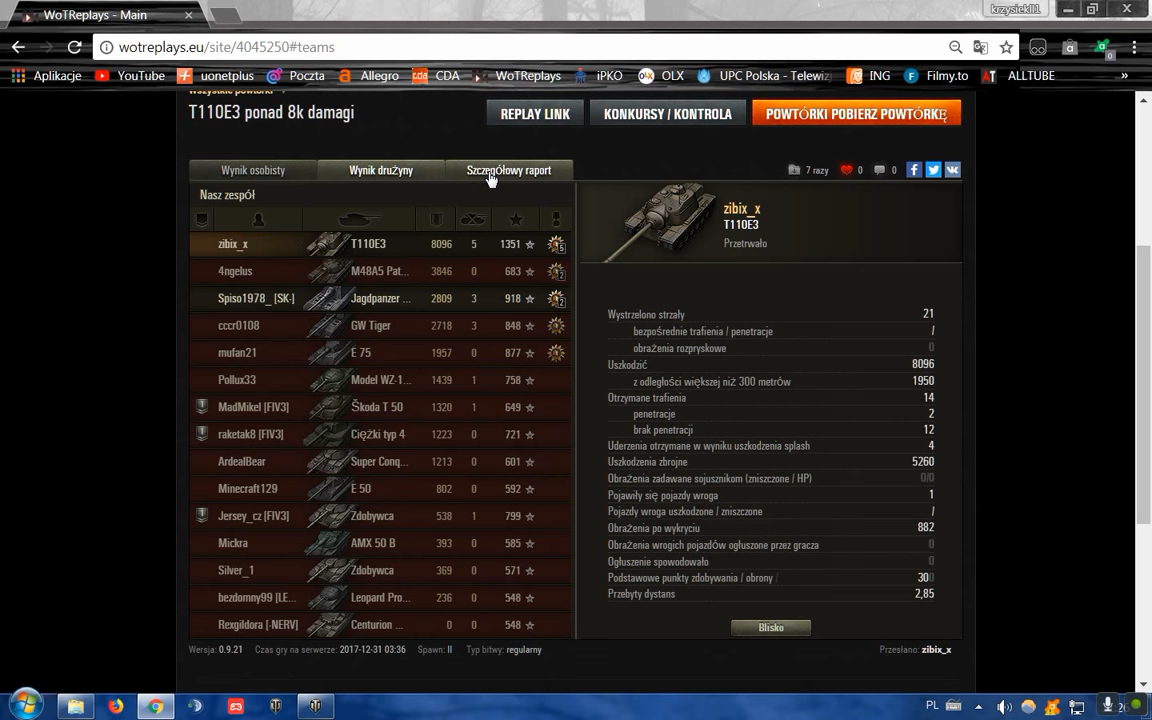 WoTReplays - Main
krzysiekll1
wotreplays.eu/site/4045250#teams
Aplikacje YouTube uonetplus Poczta Allegro CDA WoTReplays iPKO OLX UPC Polska - Telewiz ING Filmy.to ALLTUBE »
Wszystkie powtórki
T110E3 ponad 8k damagi
REPLAY LINK
KONKURSY / KONTROLA
POWTÓRKI POBIERZ POWTÓRKĘ
Wynik osobisty Wynik drużyny Szczegółowy raport
7 razy 0 0
Nasz zespół
zibix_x T110E3 8096 5 1351 5
4ngelus M48A5 Pat... 3846 0 683 2
Spiso1978_ [SK-] Jagdpanzer ... 2809 3 918 2
cccr0108 GW Tiger 2718 3 848
mufan21 E 75 1957 0 877
Pollux33 Model WZ-1... 1439 1 758
MadMikel [FIV3] Škoda T 50 1320 1 649
raketak8 [FIV3] Ciężki typ 4 1223 0 721
ArdealBear Super Conq... 1213 0 601
Minecraft129 E 50 802 0 592
Jersey_cz [FIV3] Zdobywca 538 1 799
Mickra AMX 50 B 393 0 585
Silver_1 Zdobywca 369 0 571
bezdomny99 [LE... Leopard Pro... 236 0 548
Rexgildora [-NERV] Centurion ... 0 0 548
zibix_x
T110E3
Przetrwało
Wystrzelono strzały 21
bezpośrednie trafienia / penetracje /
obrażenia rozpryskowe 0
Uszkodzić 8096
z odległości większej niż 300 metrów 1950
Otrzymane trafienia 14
penetracje 2
brak penetracji 12
Uderzenia otrzymane w wyniku uszkodzenia splash 4
Uszkodzenia zbrojne 5260
Obrażenia zadawane sojusznikom (zniszczone / HP) 0/0
Pojawiły się pojazdy wroga 1
Pojazdy wroga uszkodzone / zniszczone /
Obrażenia po wykryciu 882
Obrażenia wrogich pojazdów ogłuszone przez gracza 0
Ogłuszenie spowodowało 0
Podstawowe punkty zdobywania / obrony / 300
Przebyty dystans 2,85
Blisko
Wersja: 0.9.21 Czas gry na serwerze: 2017-12-31 03:36 Spawn: II Typ bitwy: regularny
Przesłano: zibix_x
PL